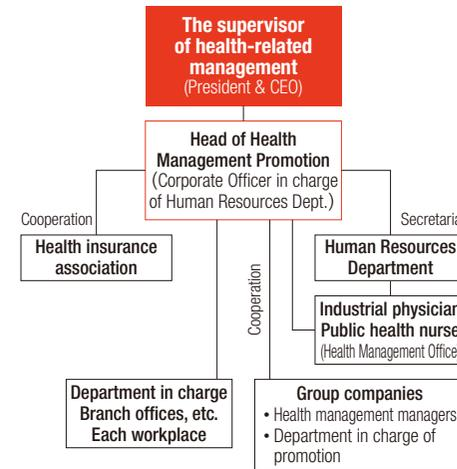 The supervisor
of health-related
management
(President & CEO)
Head of Health
Management Promotion
(Corporate Officer in charge
of Human Resources Dept.)
Cooperation
Secretaria
Health insurance
association
Human Resources
Department
Cooperation
Industrial physician
Public health nurse
(Health Management Office
Department in charge
Branch offices, etc.
Each workplace
Group companies
• Health management managers
• Department in charge of
promotion